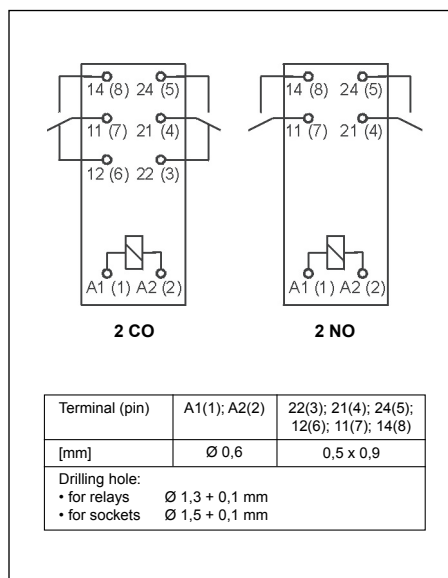 14 (8) 24 (5)
11 (7) 21 (4)
12 (6) 22 (3)
A1 (1) A2 (2)
2 CO
14 (8) 24 (5)
11 (7) 21 (4)
A1 (1) A2 (2)
2 NO
Terminal (pin) A1(1); A2(2) 22(3); 21(4); 24(5);
12(6); 11(7); 14(8)
[mm] Ø 0,6 0,5 x 0,9
Drilling hole:
• for relays Ø 1,3 + 0,1 mm
• for sockets Ø 1,5 + 0,1 mm